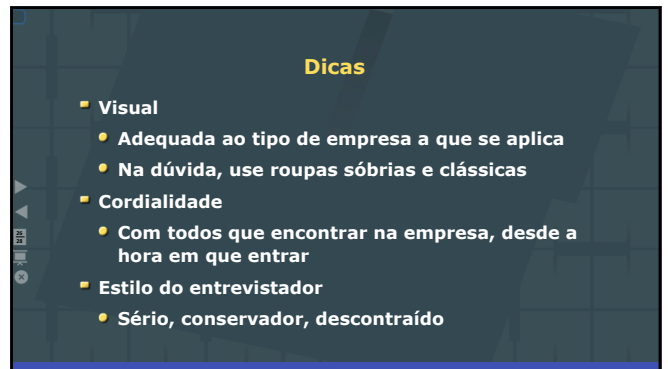 Dicas
Visual
Adequada ao tipo de empresa a que se aplica
Na dúvida, use roupas sóbrias e clássicas
Cordialidade
Com todos que encontrar na empresa, desde a
hora em que entrar
Estilo do entrevistador
Sério, conservador, descontraído